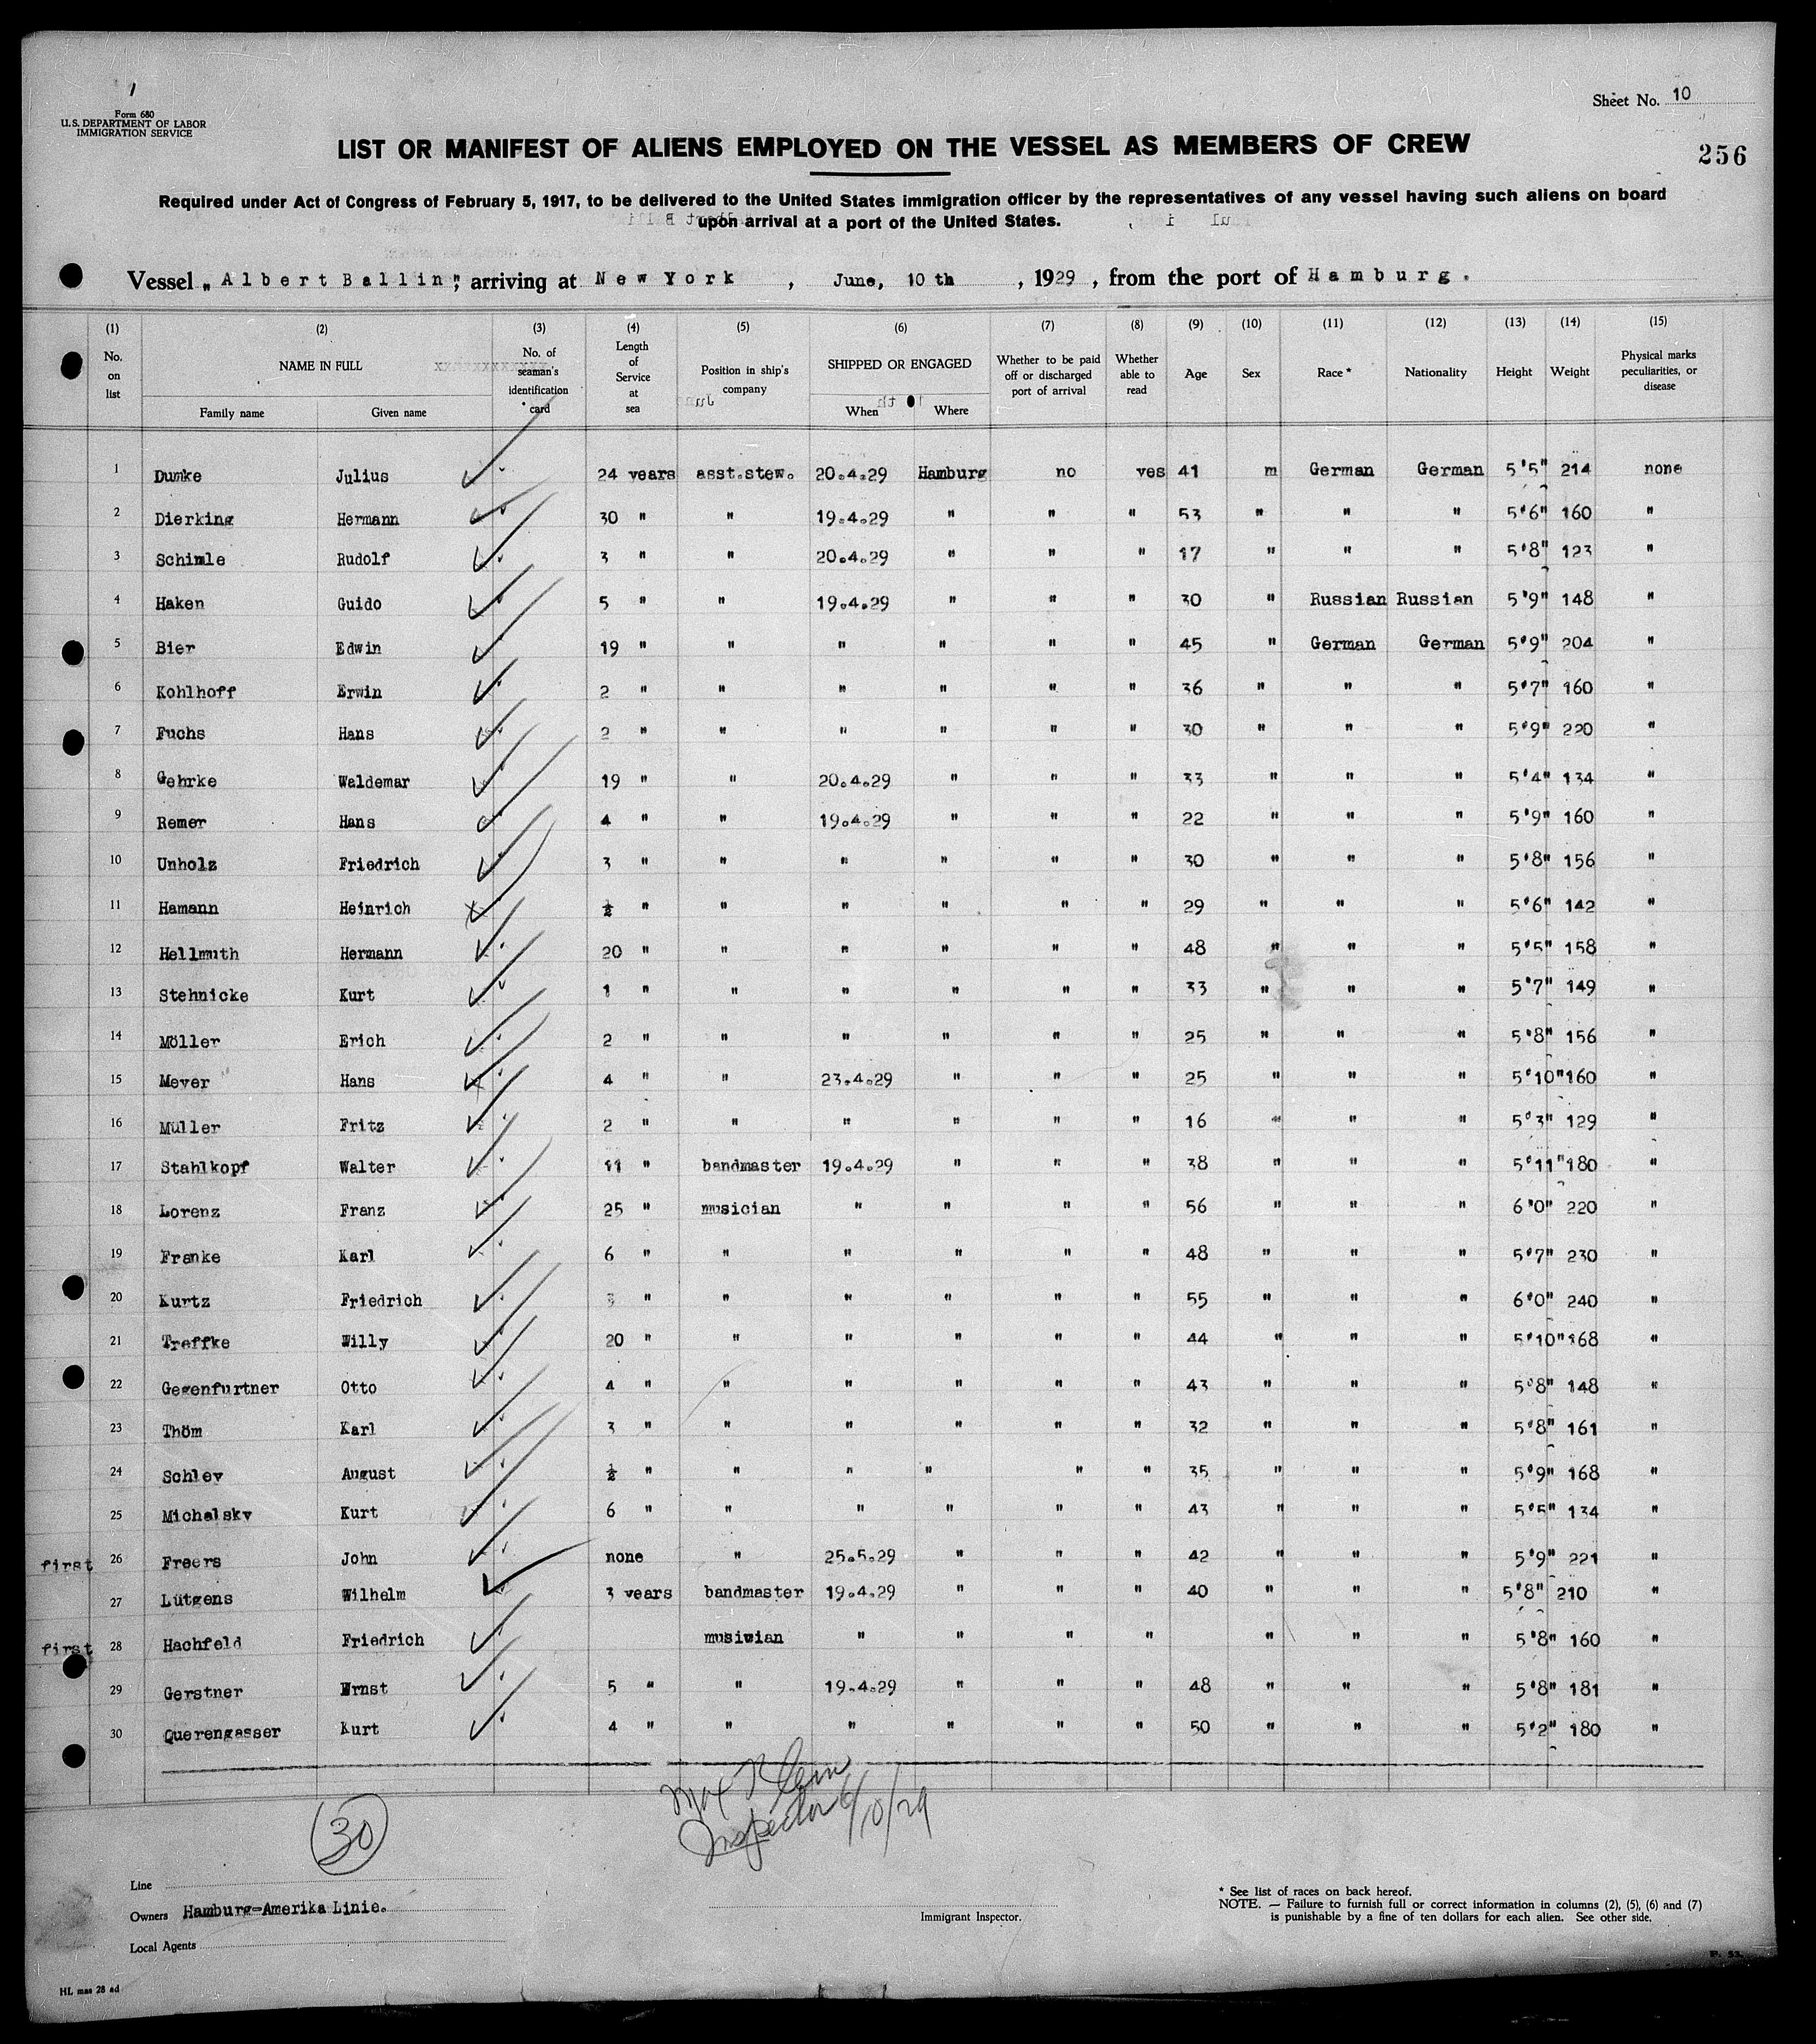 Form 680
U.S. DEPARTMENT OF LABOR
IMMIGRATION SERVICE
Sheet No. 10
LIST OR MANIFEST OF ALIENS EMPLOYED ON THE VESSEL AS MEMBERS OF CREW
256
Required under Act of Congress of February 5, 1917, to be delivered to the United States immigration officer by the representatives of any vessel having such aliens on board
upon arrival at a port of the United States.
Vessel „Albert Ballin", arriving at New York, June, 10 th, 1929, from the port of Hamburg.
(1) (2) (3) (4) (5) (6) (7) (8) (9) (10) (11) (12) (13) (14) (15)
No. on list NAME IN FULL Family name Given name No. of seaman's identification card Length of Service at sea Position in ship's company SHIPPED OR ENGAGED When Where Whether to be paid off or discharged port of arrival Whether able to read Age Sex Race * Nationality Height Weight Physical marks peculiarities, or disease
1 Dumke Julius 24 years asst.stew. 20.4.29 Hamburg no yes 41 m German German 5'5" 214 none
2 Dierking Hermann 30 " " 19.4.29 " " " 53 " " " 5'6" 160 "
3 Schimle Rudolf 3 " " 20.4.29 " " " 17 " " " 5'8" 123 "
4 Haken Guido 5 " " 19.4.29 " " " 30 " Russian Russian 5'9" 148 "
5 Bier Edwin 19 " " " " " " 45 " German German 5'9" 204 "
6 Kohlhoff Erwin 2 " " " " " " 36 " " " 5'7" 160 "
7 Fuchs Hans 2 " " " " " " 30 " " " 5'9" 220 "
8 Gehrke Waldemar 19 " " 20.4.29 " " " 33 " " " 5'4" 134 "
9 Remer Hans 4 " " 19.4.29 " " " 22 " " " 5'9" 160 "
10 Unholz Friedrich 3 " " " " " " 30 " " " 5'8" 156 "
11 Hamann Heinrich ½ " " " " " " 29 " " " 5'6" 142 "
12 Hellmuth Hermann 20 " " " " " " 48 " " " 5'5" 158 "
13 Stehnicke Kurt 1 " " " " " " 33 " " " 5'7" 149 "
14 Möller Erich 2 " " " " " " 25 " " " 5'8" 156 "
15 Meyer Hans 4 " " 23.4.29 " " " 25 " " " 5'10" 160 "
16 Müller Fritz 2 " " " " " " 16 " " " 5'3" 129 "
17 Stahlkopf Walter 11 " bandmaster 19.4.29 " " " 38 " " " 5'11" 180 "
18 Lorenz Franz 25 " musician " " " " 56 " " " 6'0" 220 "
19 Franke Karl 6 " " " " " " 48 " " " 5'7" 230 "
20 Kurtz Friedrich " " " " " " 55 " " " 6'0" 240 "
21 Treffke Willy 20 " " " " " " 44 " " " 5'10" 168 "
22 Gegenfurtner Otto 4 " " " " " " 43 " " " 5'8" 148 "
23 Thöm Karl 3 " " " " " " 32 " " " 5'8" 161 "
24 Schley August ½ " " " " " " 35 " " " 5'9" 168 "
25 Michalsky Kurt 6 " " " " " " 43 " " " 5'5" 134 "
first 26 Freers John none " 25.5.29 " " " 42 " " " 5'9" 221 "
27 Lütgens Wilhelm 3 years bandmaster 19.4.29 " " " 40 " " " 5'8" 210 "
first 28 Hachfeld Friedrich musiwian " " " " " " " 5'8" 160 "
29 Gerstner Ernst 5 " " 19.4.29 " " " 48 " " " 5'8" 181 "
30 Querengasser Kurt 4 " " " " " " 50 " " " 5'2" 180 "
Max Klein
Inspector 6/10/29
30
Line
Owners Hamburg-Amerika Linie.
Local Agents
Immigrant Inspector.
* See list of races on back hereof.
NOTE. — Failure to furnish full or correct information in columns (2), (5), (6) and (7)
is punishable by a fine of ten dollars for each alien. See other side.